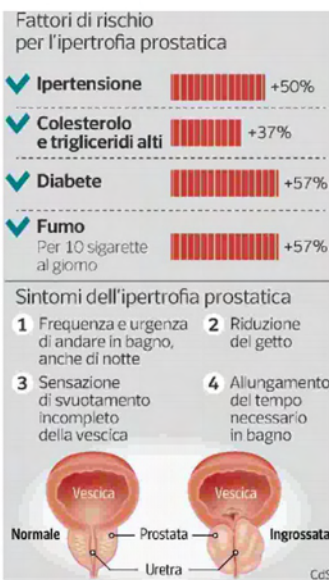 Fattori di rischio
per l'ipertrofia prostatica
Ipertensione
+50%
Colesterolo
e trigliceridi alti
+37%
Diabete
+57%
Fumo
Per 10 sigarette
al giorno
+57%
Sintomi dell'ipertrofia prostatica
1 Frequenza e urgenza
di andare in bagno,
anche di notte
2 Riduzione
del getto
3 Sensazione
di svuotamento
incompleto
della vescica
4 Allungamento
del tempo
necessario
in bagno
Vescica
Vescica
Normale
Prostata
Ingrossata
Uretra
CdS